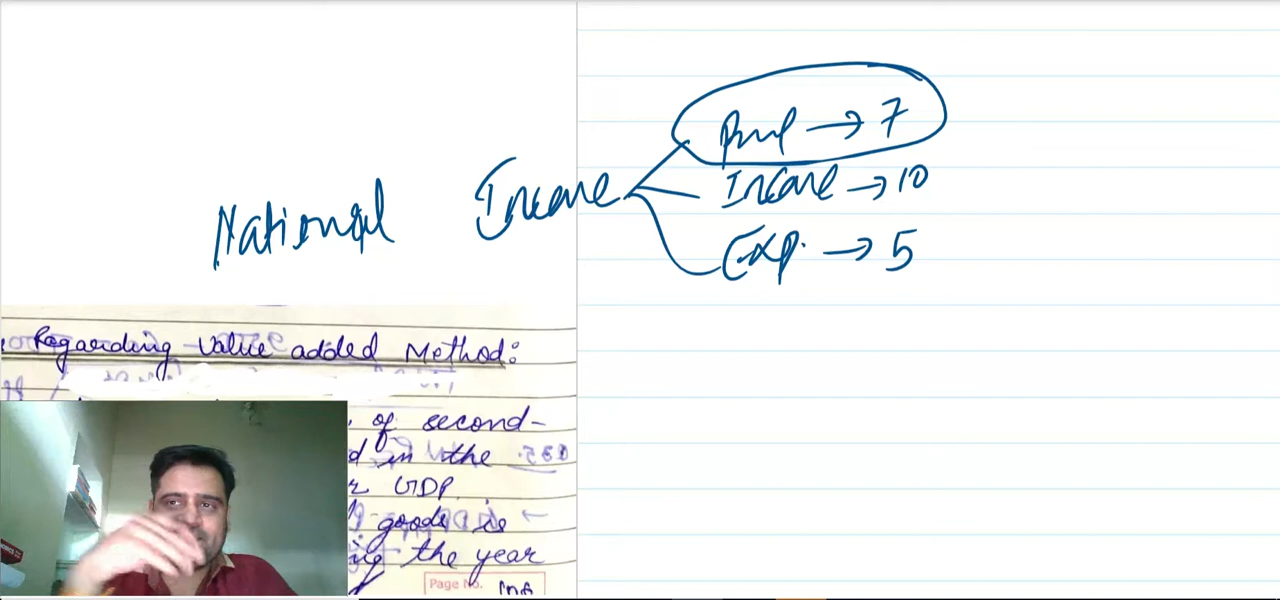 National Income
Prod → 7
Income → 10
Exp. → 5
Regarding value added Method:
of second-
d in the
r GDP
goods is
ing the year
Page No.